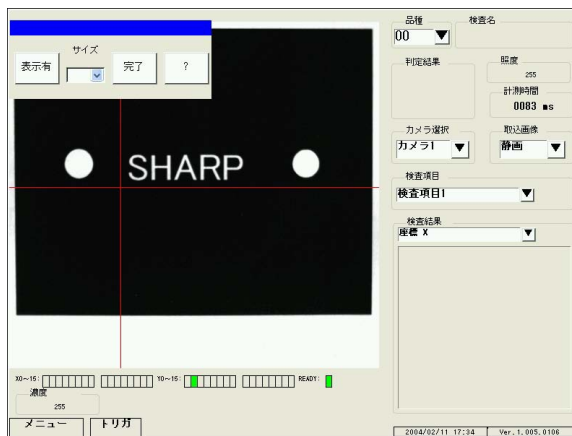 サイズ
表示有
完了
?
SHARP
X0~15:
Y0~15:
READY:
濃度
255
メニュー
トリガ
品種
00
検査名
判定結果
照度
255
計測時間
0083 ms
カメラ選択
カメラ1
取込画像
静画
検査項目
検査項目1
検査結果
座標 X
2004/02/11 17:34
Ver.1.005.0106